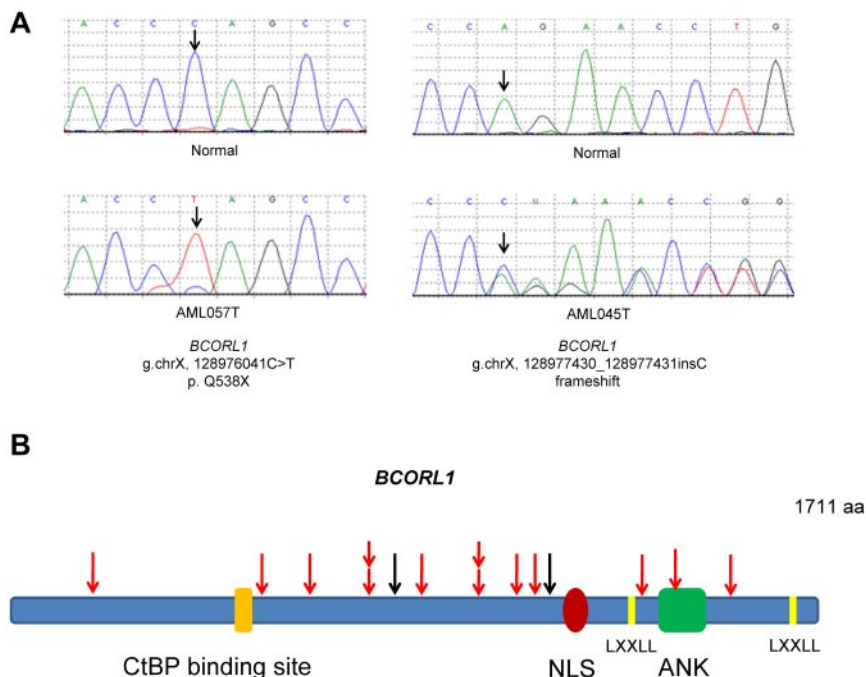 A
A C C C A G C C
C C A G A A C C T G
Normal
Normal
A C C T A G C C
C C C N A A A C C G G
AML057T
AML045T
BCORL1
g.chrX, 128976041C>T
p. Q538X
BCORL1
g.chrX, 128977430_128977431insC
frameshift
B
BCORL1
1711 aa
CtBP binding site
NLS
LXXLL
ANK
LXXLL